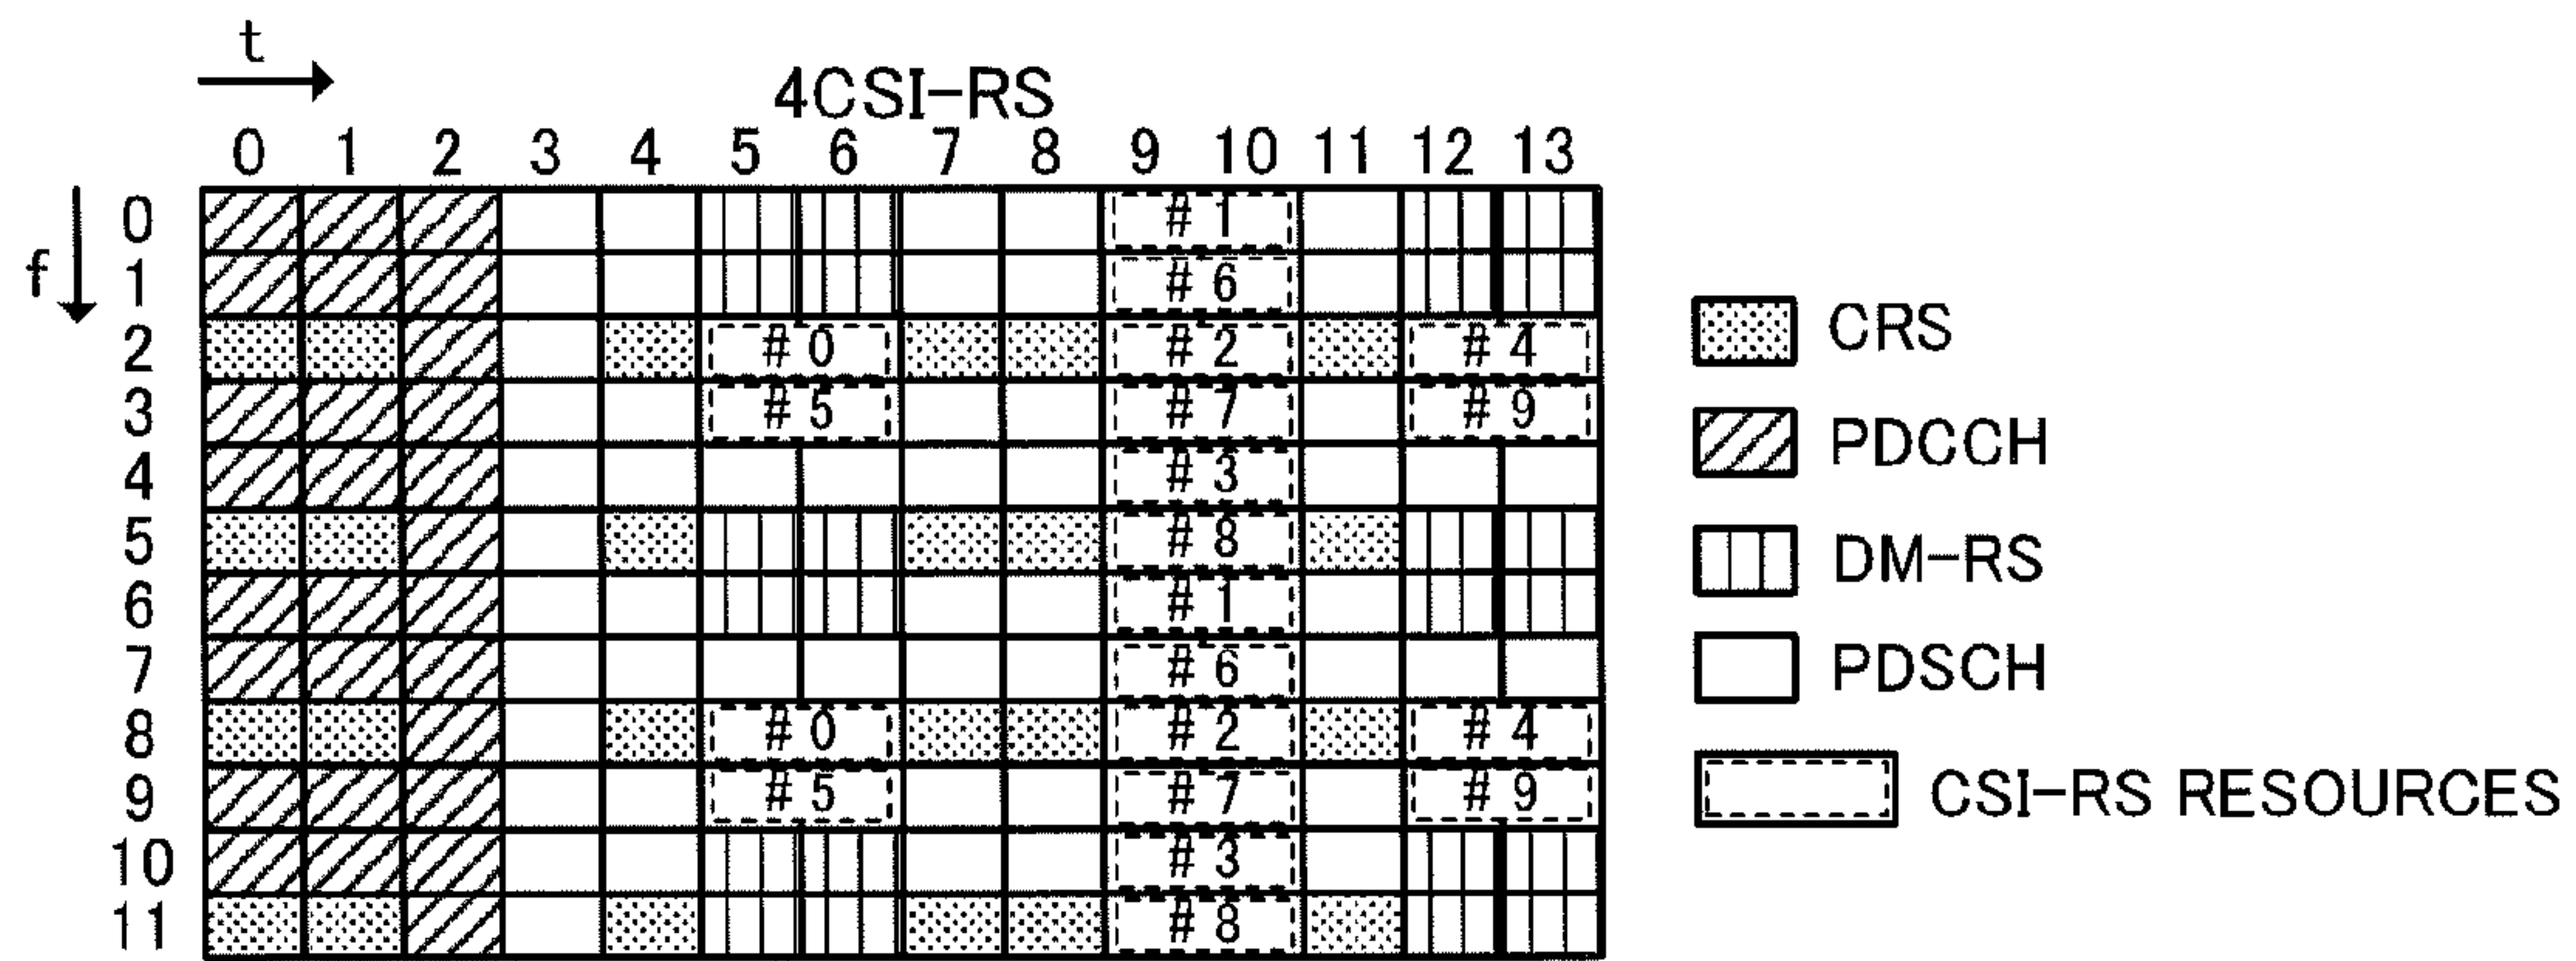 t
4CSI-RS
0 1 2 3 4 5 6 7 8 9 10 11 12 13
f
0 # 1
1 # 6
2 # 0 # 2 # 4
3 # 5 # 7 # 9
4 # 3
5 # 8
6 # 1
7 # 6
8 # 0 # 2 # 4
9 # 5 # 7 # 9
10 # 3
11 # 8
CRS
PDCCH
DM-RS
PDSCH
CSI-RS RESOURCES